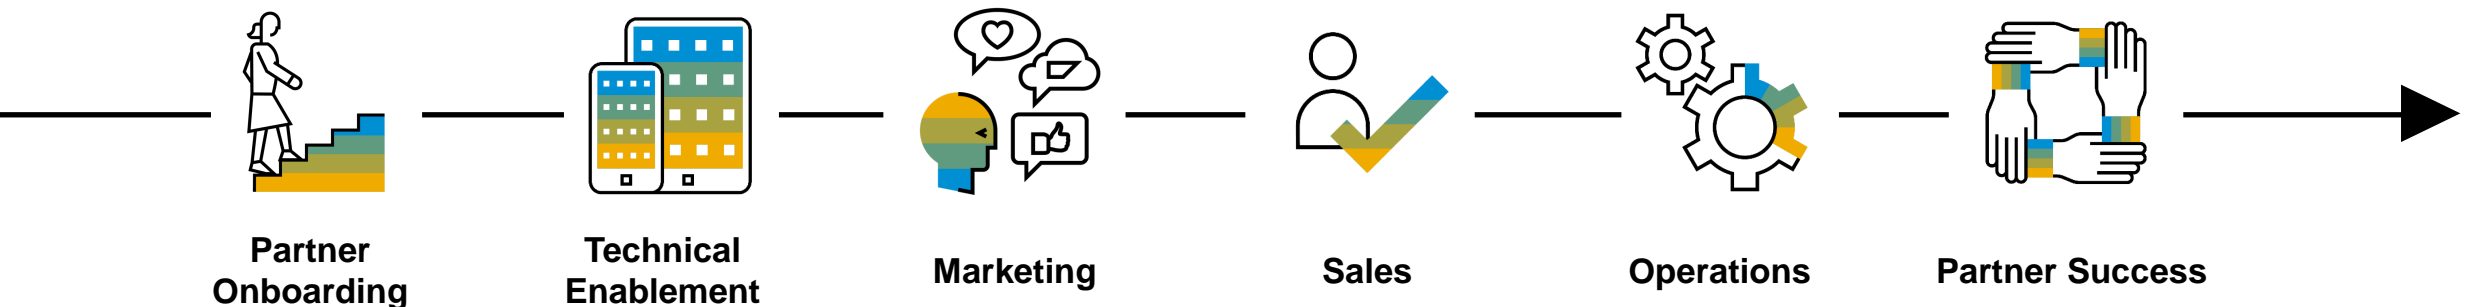 Partner
Onboarding
Technical
Enablement
Marketing
Sales
Operations
Partner Success